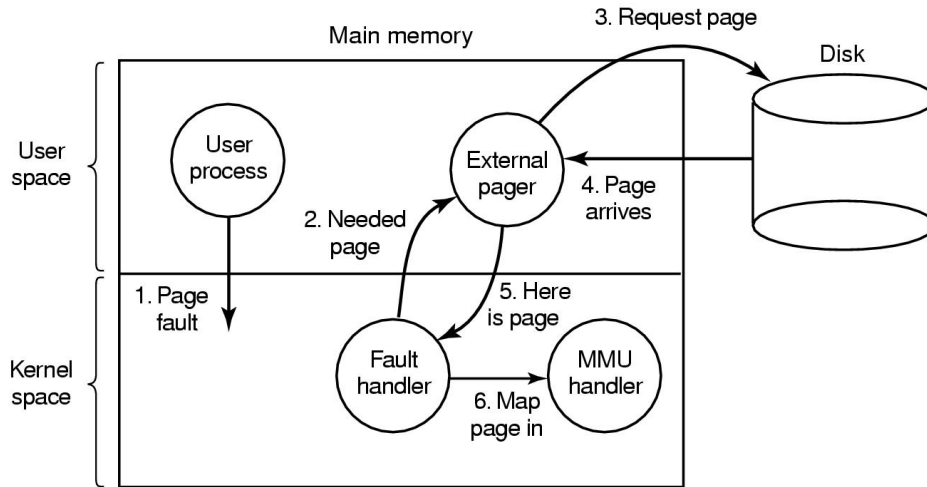 3. Request page
Main memory
Disk
User
space
User
process
External
pager
2. Needed
page
4. Page
arrives
1. Page
fault
5. Here
is page
Kernel
space
Fault
handler
MMU
handler
6. Map
page in